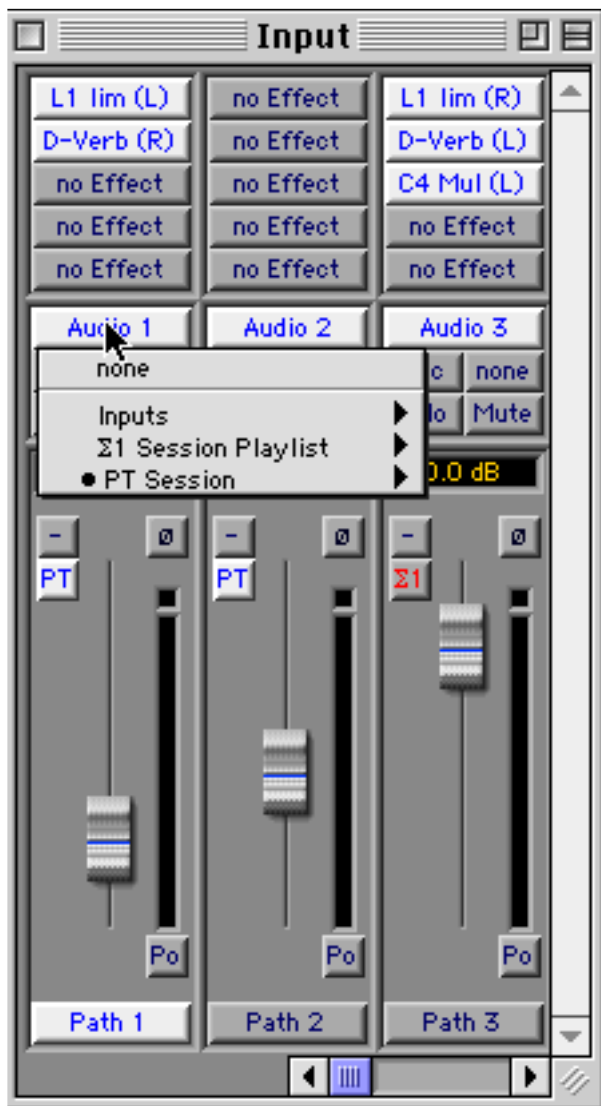 Input
L1 lim (L) no Effect L1 lim (R)
D-Verb (R) no Effect D-Verb (L)
no Effect no Effect C4 Mul (L)
no Effect no Effect no Effect
no Effect no Effect no Effect
Audio 1 Audio 2 Audio 3
none
c none
Inputs
lo Mute
Σ1 Session Playlist
PT Session
0.0 dB
- ø - ø - ø
PT PT Σ1
Po Po Po
Path 1 Path 2 Path 3